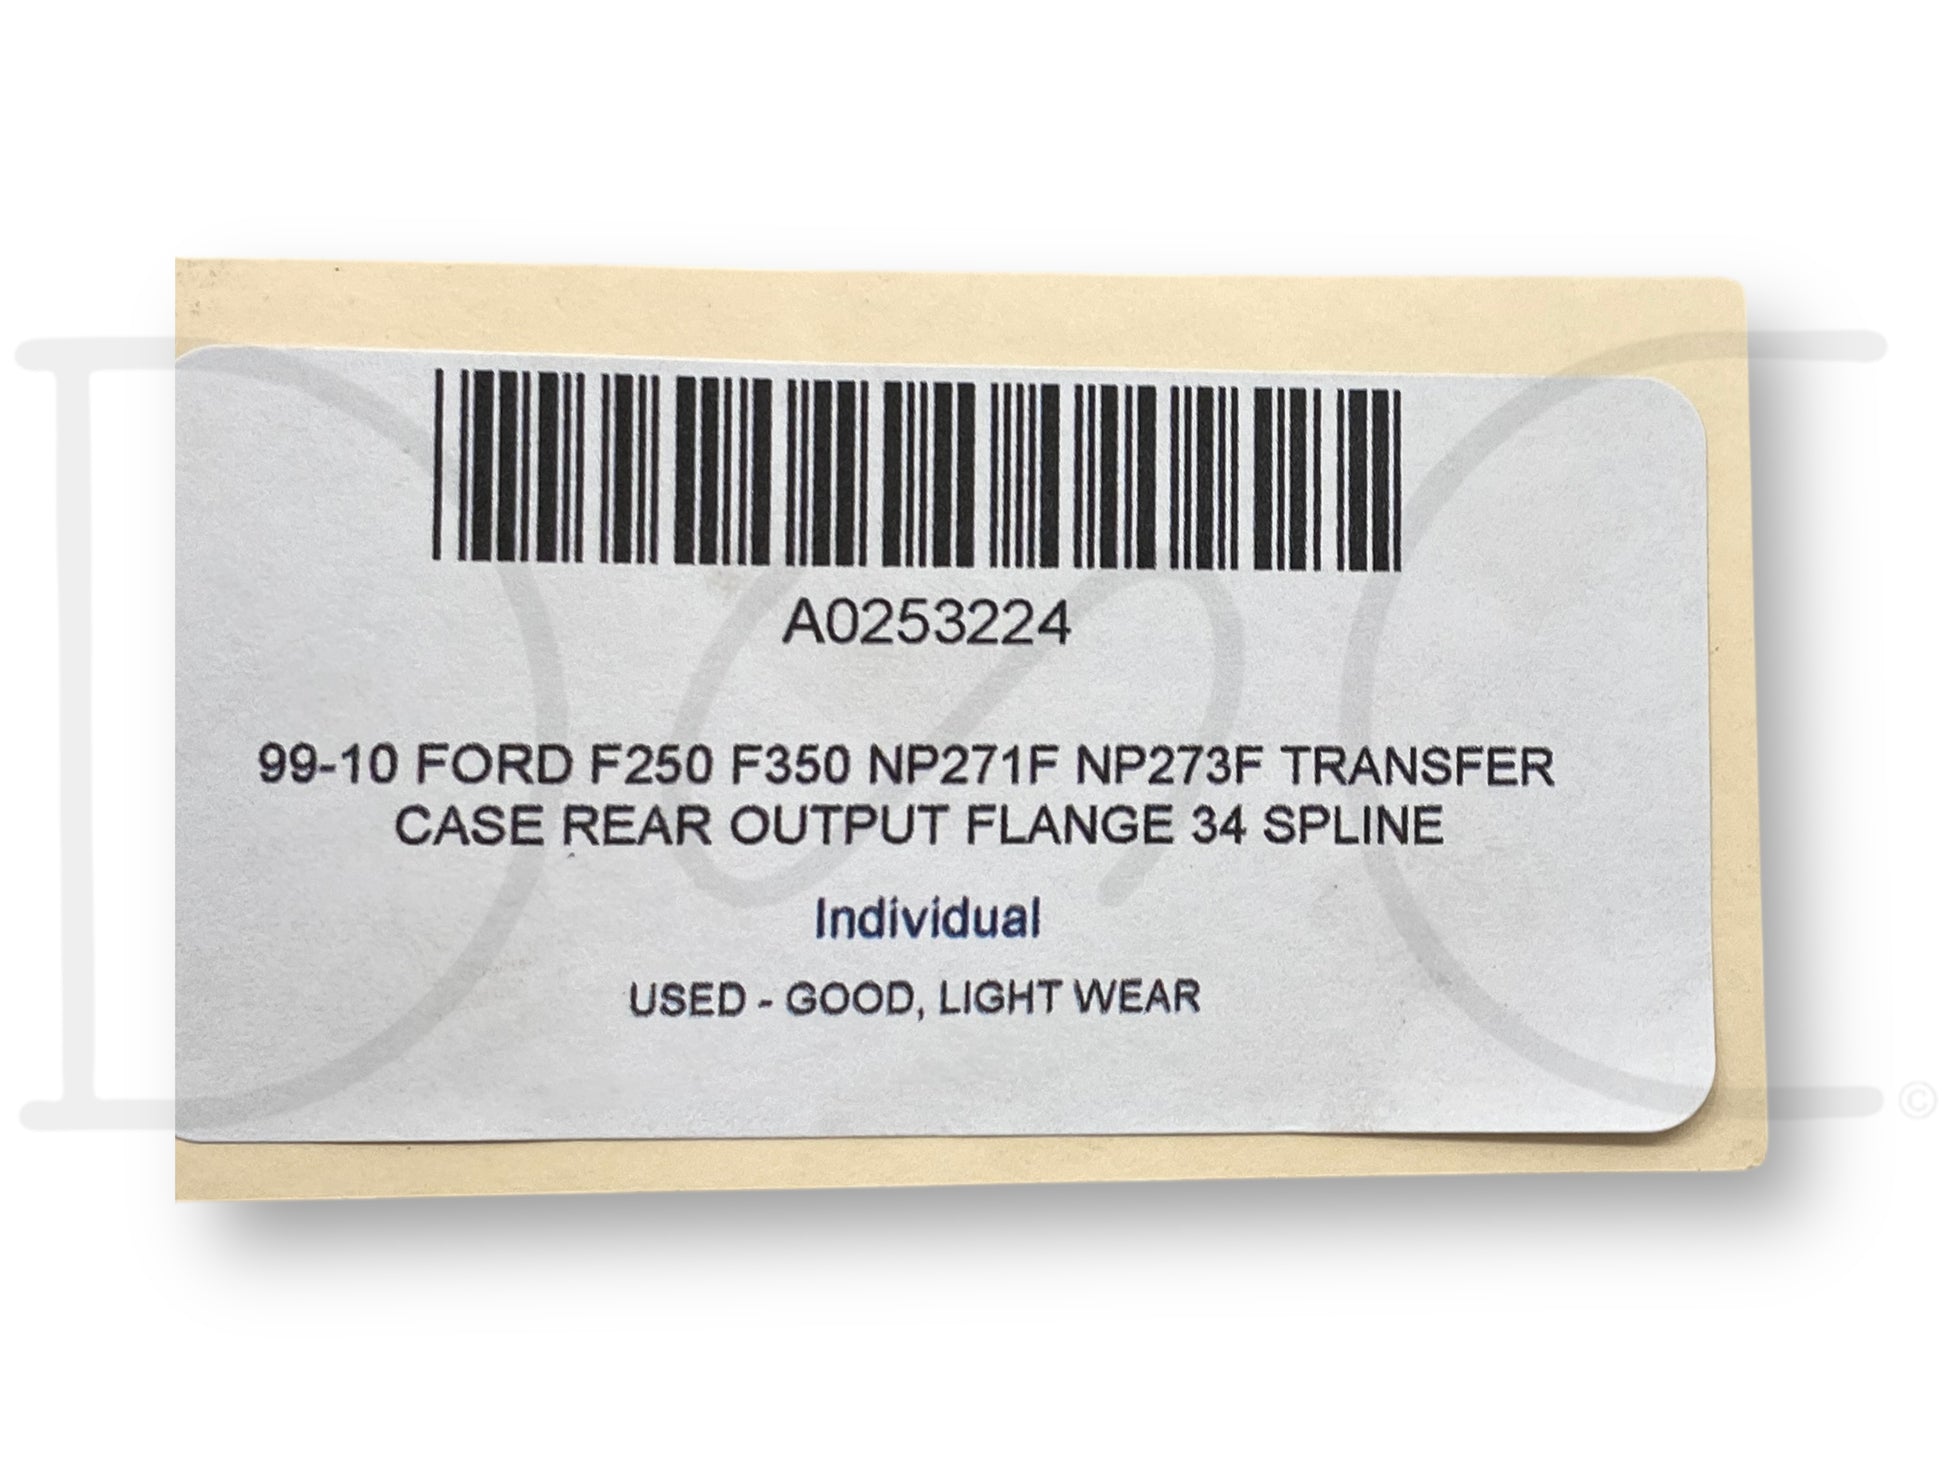 A0253224
99-10 FORD F250 F350 NP271F NP273F TRANSFER
CASE REAR OUTPUT FLANGE 34 SPLINE
Individual
USED - GOOD, LIGHT WEAR
©